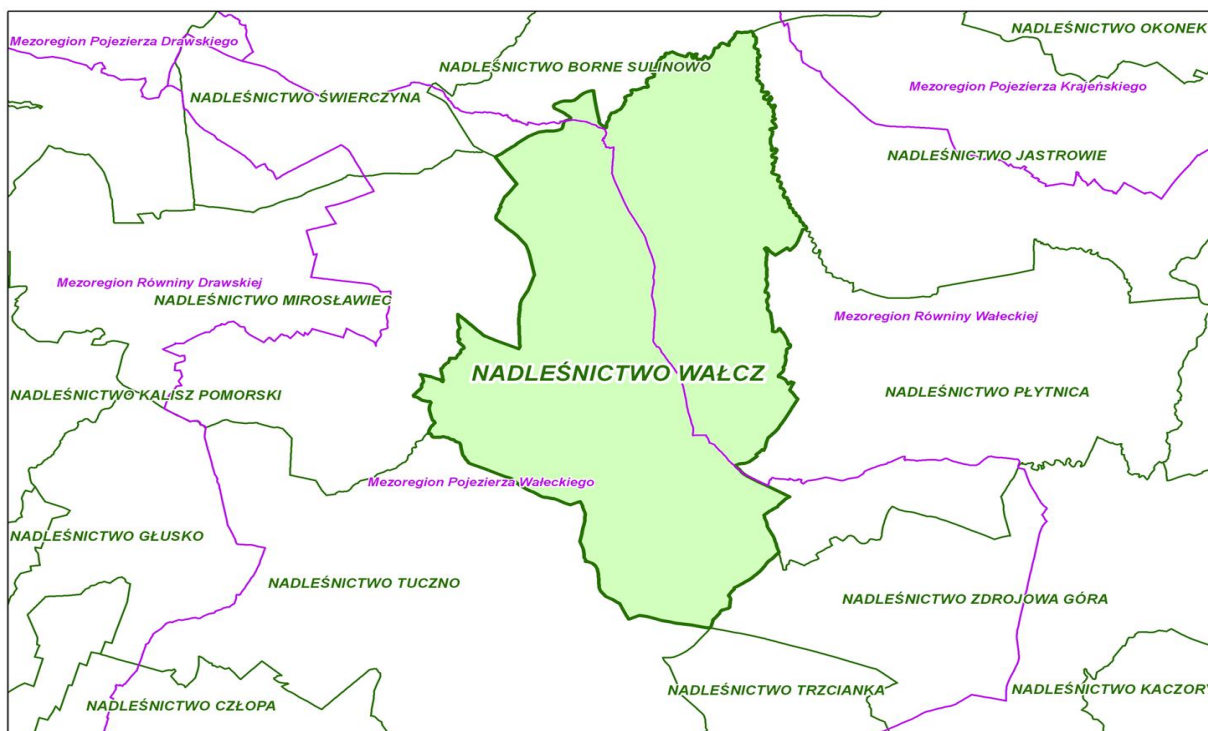 NADLEŚNICTWO OKONEK
Mezoregion Pojezierza Drawskiego
NADLEŚNICTWO BORNE SULINOWO
Mezoregion Pojezierza Krajeńskiego
NADLEŚNICTWO ŚWIERCZYNA
NADLEŚNICTWO JASTROWIE
Mezoregion Równiny Drawskiej
NADLEŚNICTWO MIROSŁAWIEC
Mezoregion Równiny Wałeckiej
NADLEŚNICTWO WAŁCZ
NADLEŚNICTWO KALISZ POMORSKI
NADLEŚNICTWO PŁYTNICA
Mezoregion Pojezierza Wałeckiego
NADLEŚNICTWO GŁUSKO
NADLEŚNICTWO TUCZNO
NADLEŚNICTWO ZDROJOWA GÓRA
NADLEŚNICTWO TRZCIANKA
NADLEŚNICTWO KACZORY
NADLEŚNICTWO CZŁOPA